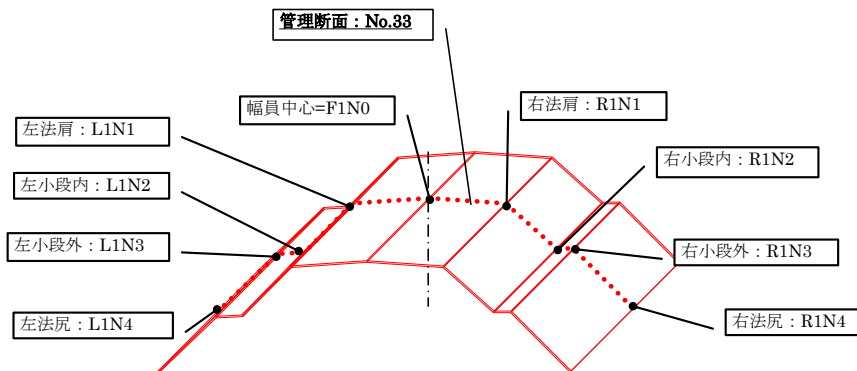 管理断面：No.33
幅員中心=F1N0
右法肩：R1N1
左法肩：L1N1
右小段内：R1N2
左小段内：L1N2
左小段外：L1N3
右小段外：R1N3
左法尻：L1N4
右法尻：R1N4